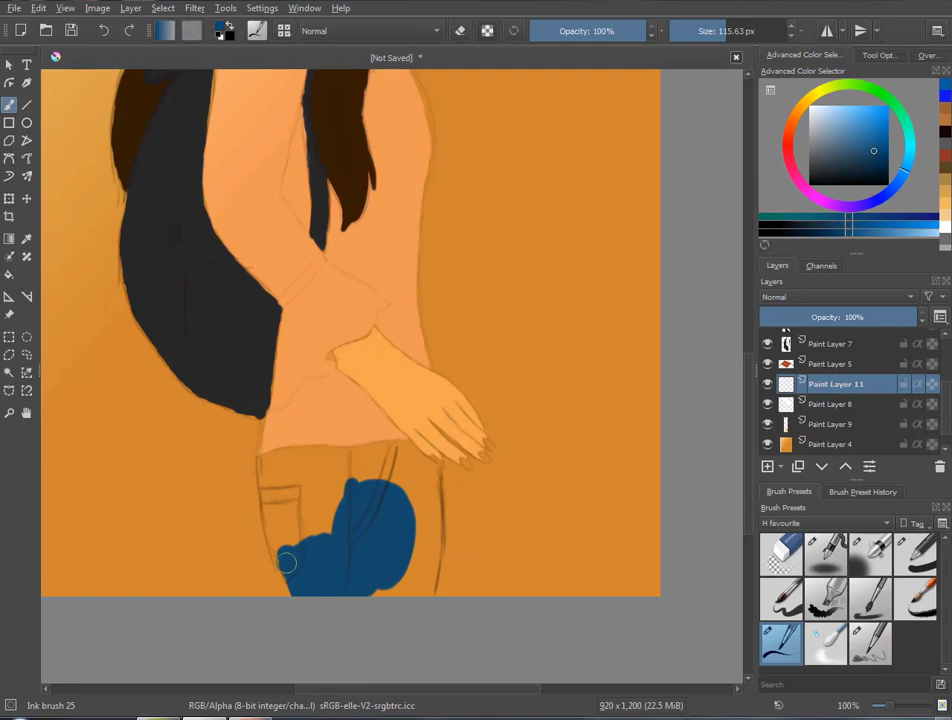 File Edit View Image Layer Select Filter Tools Settings Window Help
Normal
Opacity: 100%
Size: 115.63 px
[Not Saved] *
Advanced Color Sele...
Tool Opt...
Over...
Advanced Color Selector
Layers
Channels
Layers
Normal
Opacity: 100%
Paint Layer 7
Paint Layer 5
Paint Layer 11
Paint Layer 8
Paint Layer 9
Paint Layer 4
Brush Presets
Brush Preset History
Brush Presets
H favourite
Tag
Search
Ink brush 25
RGB/Alpha (8-bit integer/cha...l) sRGB-elle-V2-srgbtrc.icc
920 x 1,200 (22.5 MiB)
100%